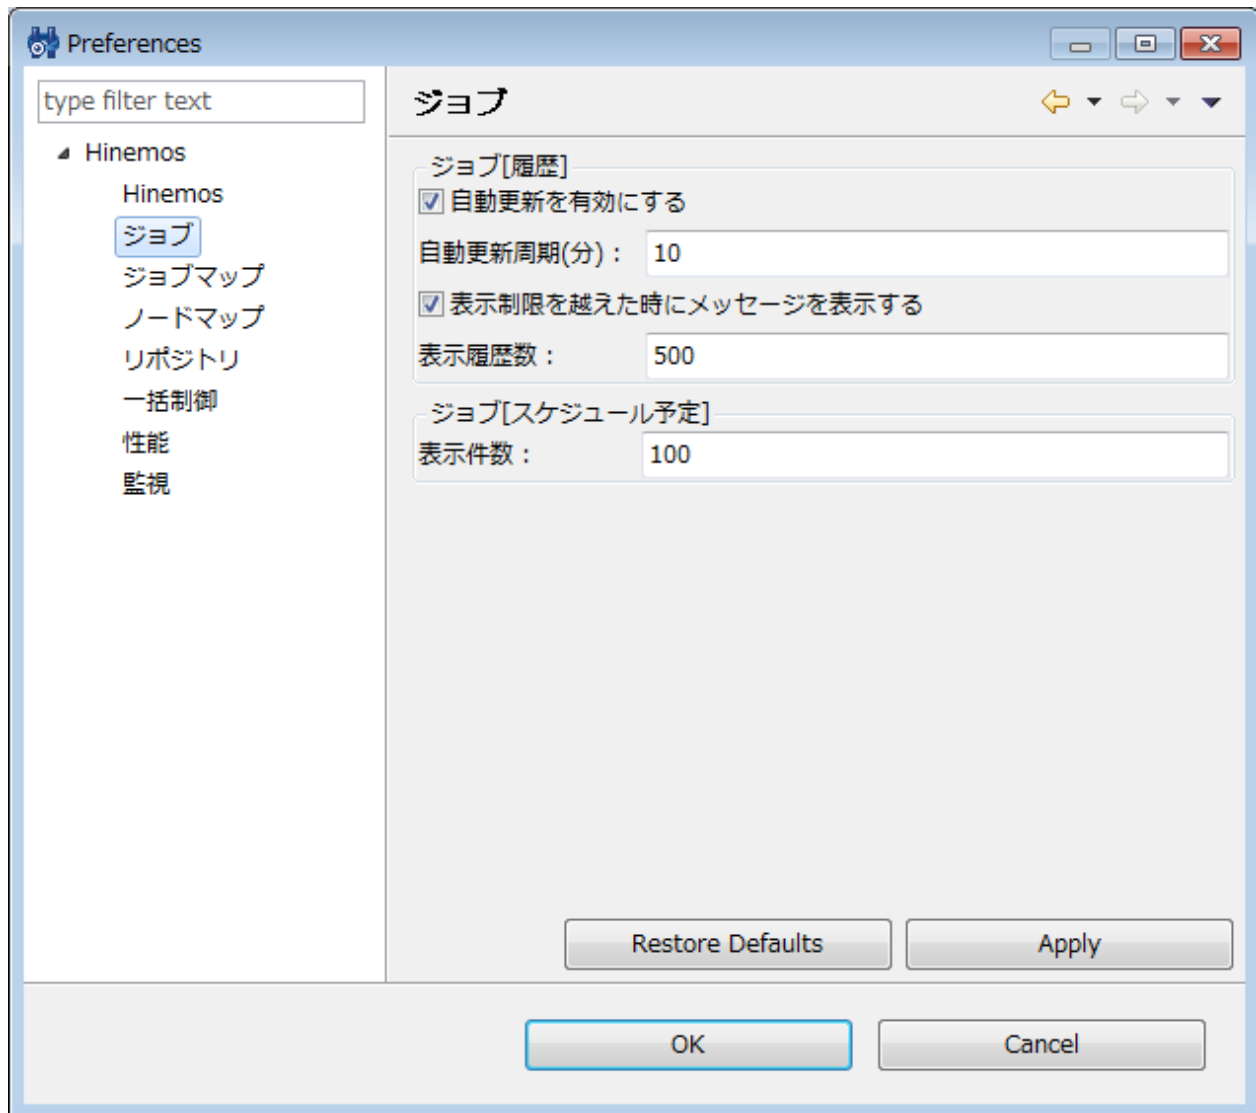 Preferences
type filter text
Hinemos
Hinemos
ジョブ
ジョブマップ
ノードマップ
リポジトリ
一括制御
性能
監視
ジョブ
ジョブ[履歴]
自動更新を有効にする
自動更新周期(分)： 10
表示制限を越えた時にメッセージを表示する
表示履歴数： 500
ジョブ[スケジュール予定]
表示件数： 100
Restore Defaults Apply
OK Cancel